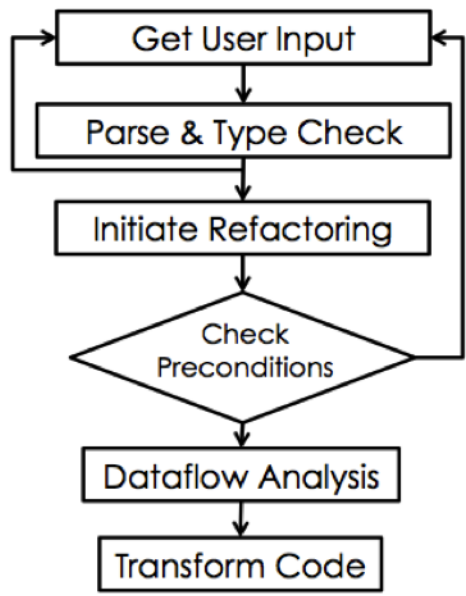 Get User Input
Parse & Type Check
Initiate Refactoring
Check
Preconditions
Dataflow Analysis
Transform Code